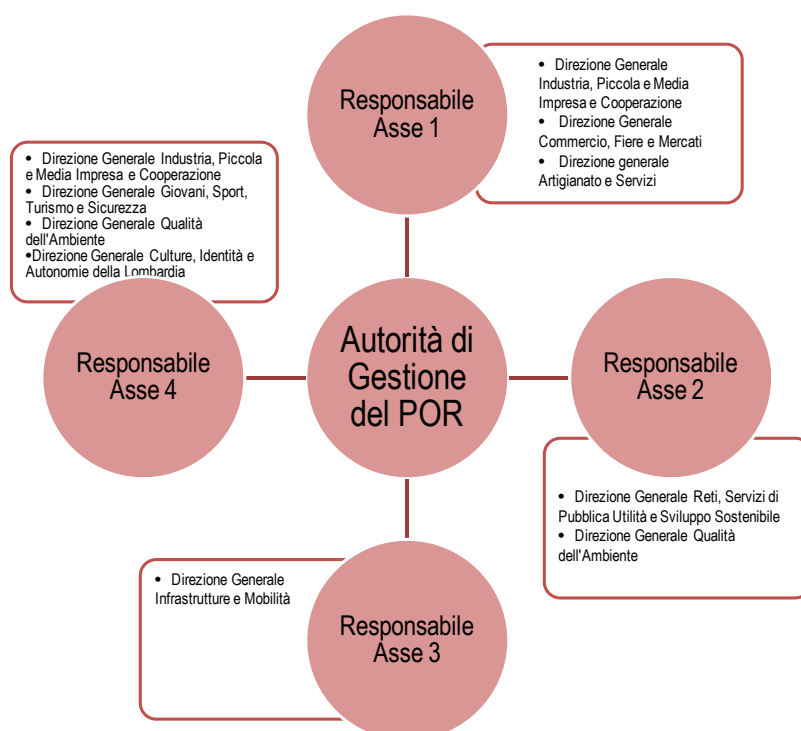 Responsabile
Asse 1
• Direzione Generale
Industria, Piccola e Media
Impresa e Cooperazione
• Direzione Generale
Commercio, Fiere e Mercati
• Direzione generale
Artigianato e Servizi
• Direzione Generale Industria, Piccola
e Media Impresa e Cooperazione
• Direzione Generale Giovani, Sport,
Turismo e Sicurezza
• Direzione Generale Qualità
dell'Ambiente
•Direzione Generale Culture, Identità e
Autonomie della Lombardia
Responsabile
Asse 4
Autorità di
Gestione
del POR
Responsabile
Asse 2
• Direzione Generale Reti, Servizi di
Pubblica Utilità e Sviluppo Sostenibile
• Direzione Generale Qualità
dell'Ambiente
• Direzione Generale
Infrastrutture e Mobilità
Responsabile
Asse 3